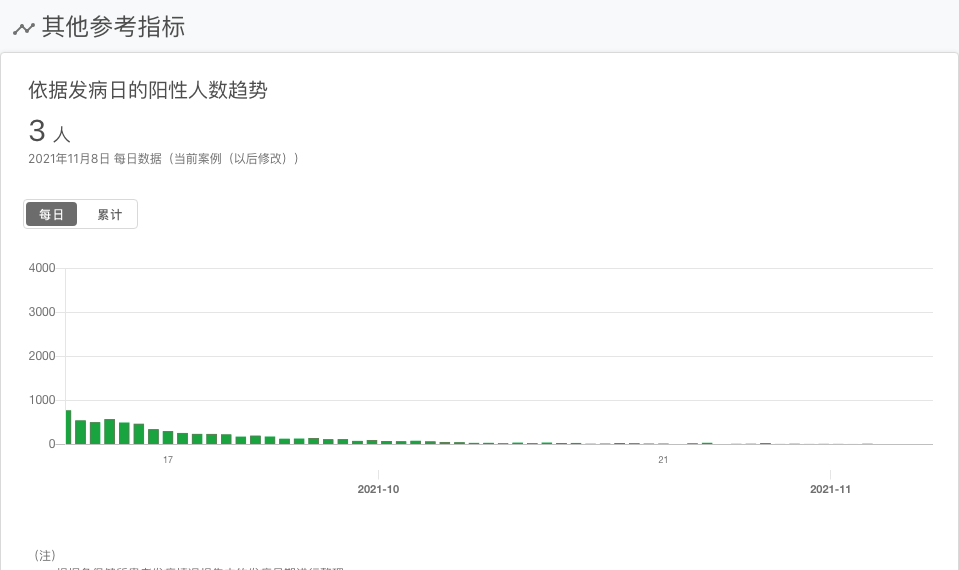 其他参考指标
依据发病日的阳性人数趋势
3 人
2021年11月8日 每日数据（当前案例（以后修改））
每日 累计
4000
3000
2000
1000
0
17 21
2021-10 2021-11
（注）